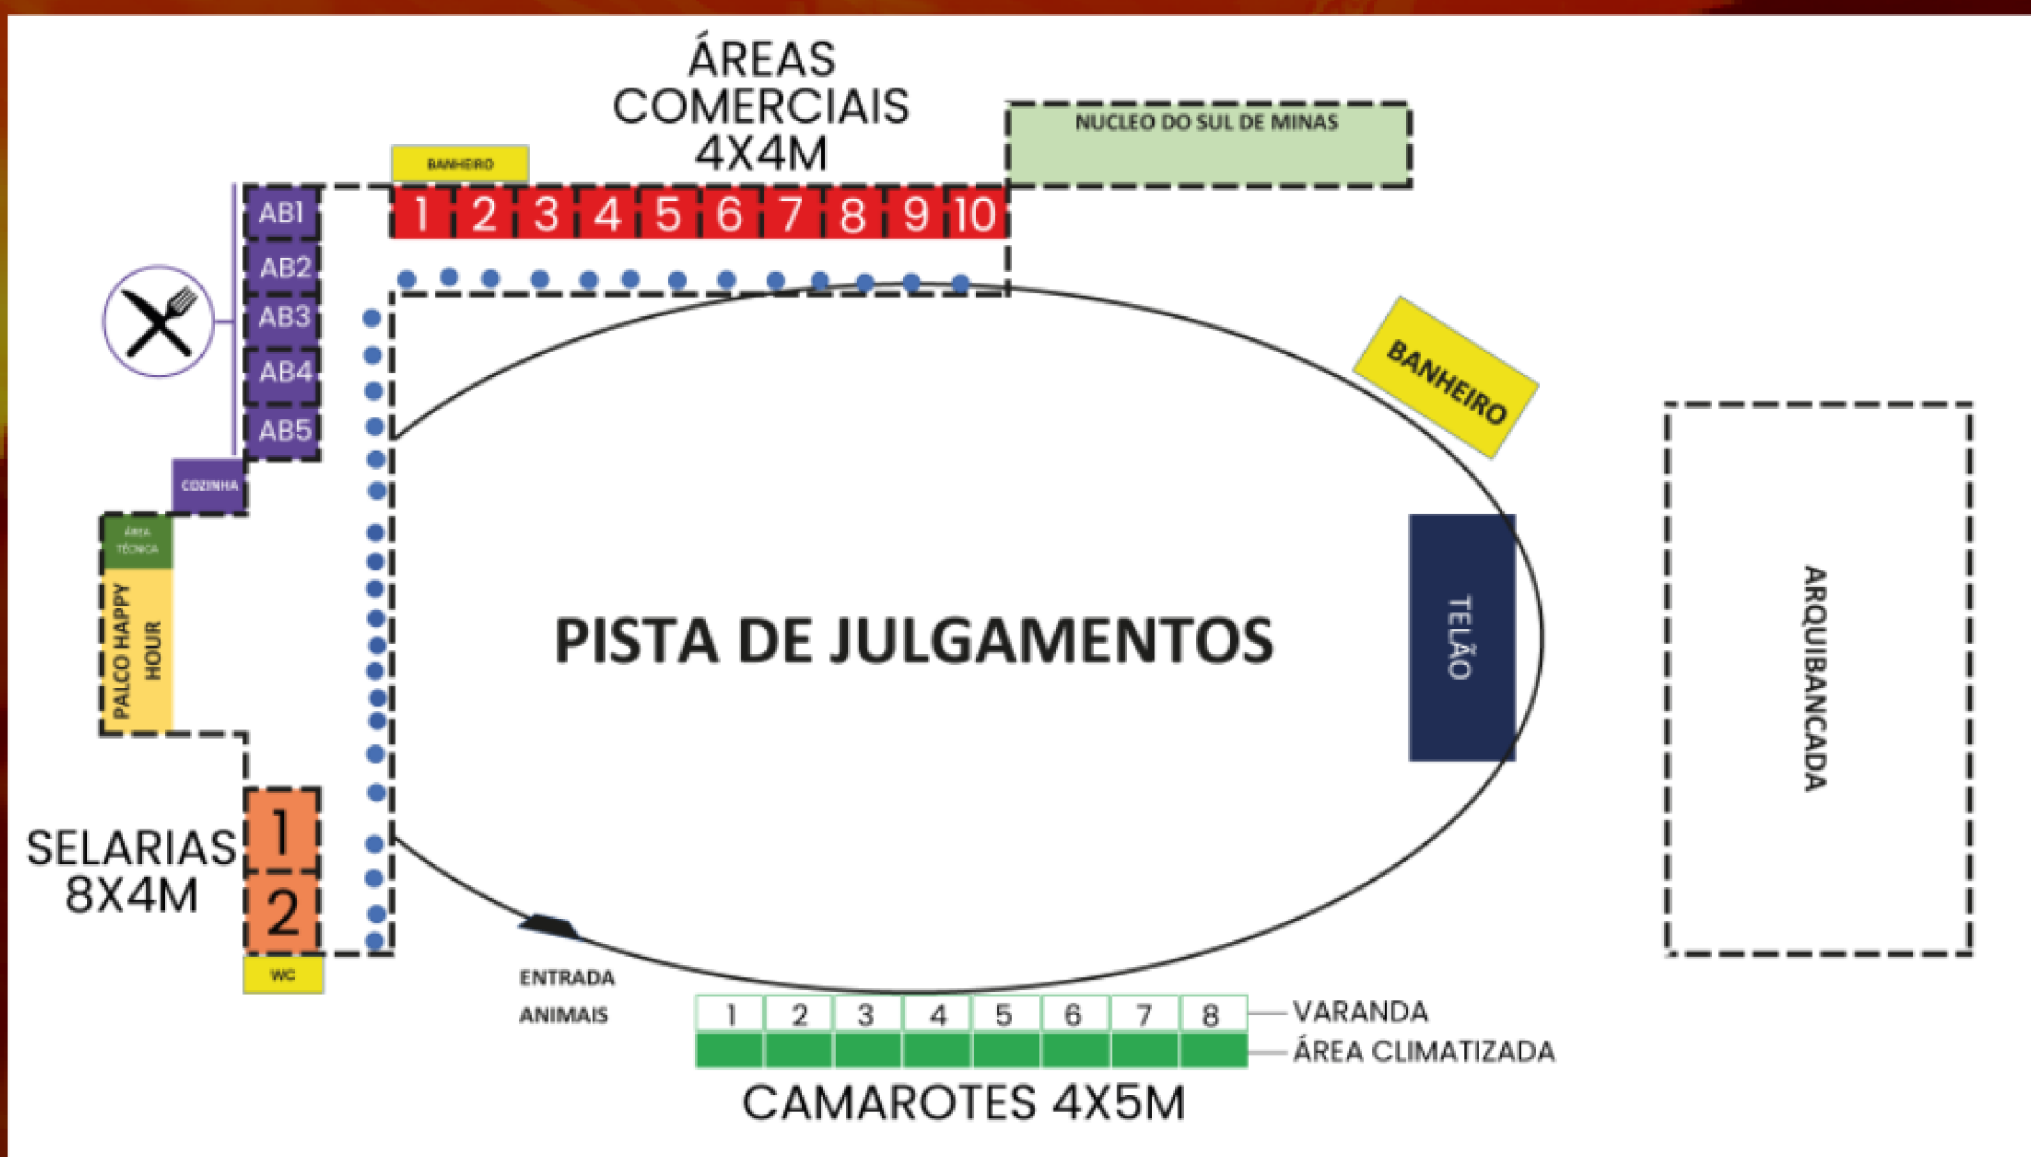 ÁREAS
COMERCIAIS
4X4M
NUCLEO DO SUL DE MINAS
BANHEIRO
1 2 3 4 5 6 7 8 9 10
AB1
AB2
AB3
AB4
AB5
COZINHA
ÁREA
TÉCNICA
PALCO HAPPY
HOUR
BANHEIRO
PISTA DE JULGAMENTOS
TELÃO
ARQUIBANCADA
SELARIAS
8X4M
1
2
WC
ENTRADA
ANIMAIS
1 2 3 4 5 6 7 8
VARANDA
ÁREA CLIMATIZADA
CAMAROTES 4X5M